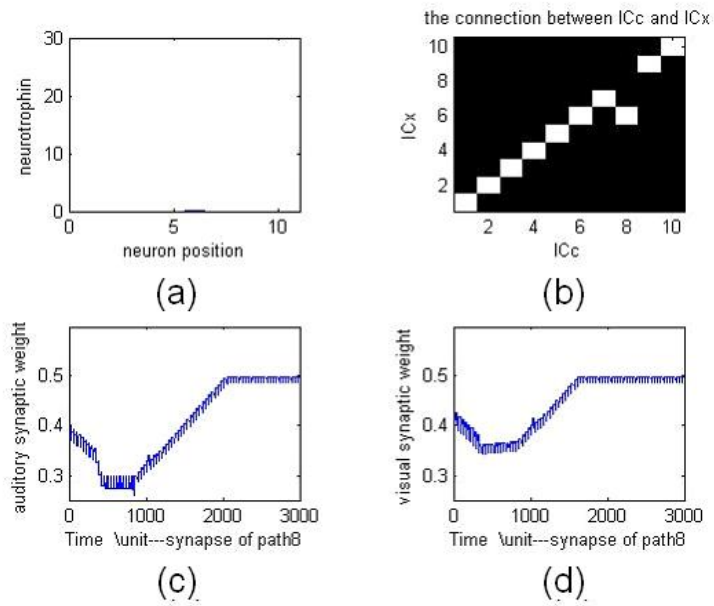 30
20
10
0
neurotrophin
0
5
10
neuron position
(a)
the connection between ICc and ICx
10
8
6
4
2
ICx
2
4
6
8
10
ICc
(b)
0.5
0.4
0.3
auditory synaptic weight
0
1000
2000
3000
Time \unit---synapse of path8
(c)
0.5
0.4
0.3
visual synaptic weight
0
1000
2000
3000
Time \unit---synapse of path8
(d)